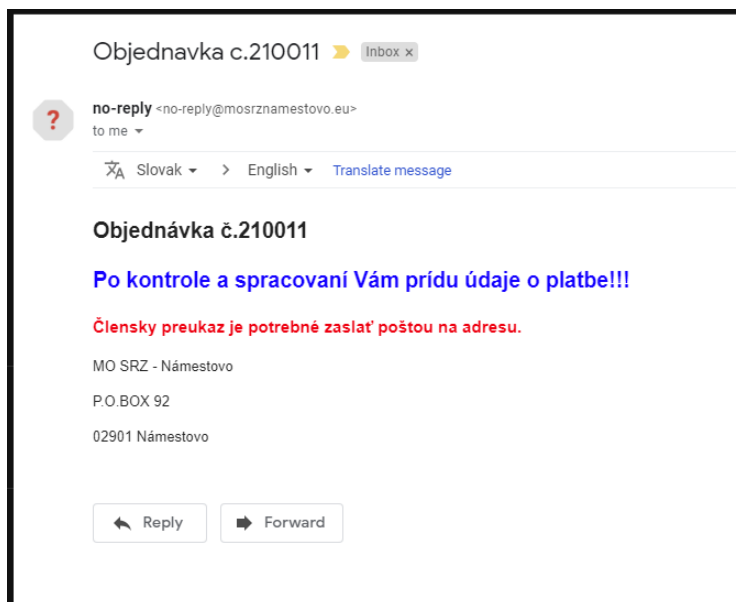 Objednavka c.210011 Inbox x
?
no-reply <no-reply@mosrznamestovo.eu>
to me
Slovak > English Translate message
Objednávka č.210011
Po kontrole a spracovaní Vám prídu údaje o platbe!!!
Člensky preukaz je potrebné zaslať poštou na adresu.
MO SRZ - Námestovo
P.O.BOX 92
02901 Námestovo
Reply Forward